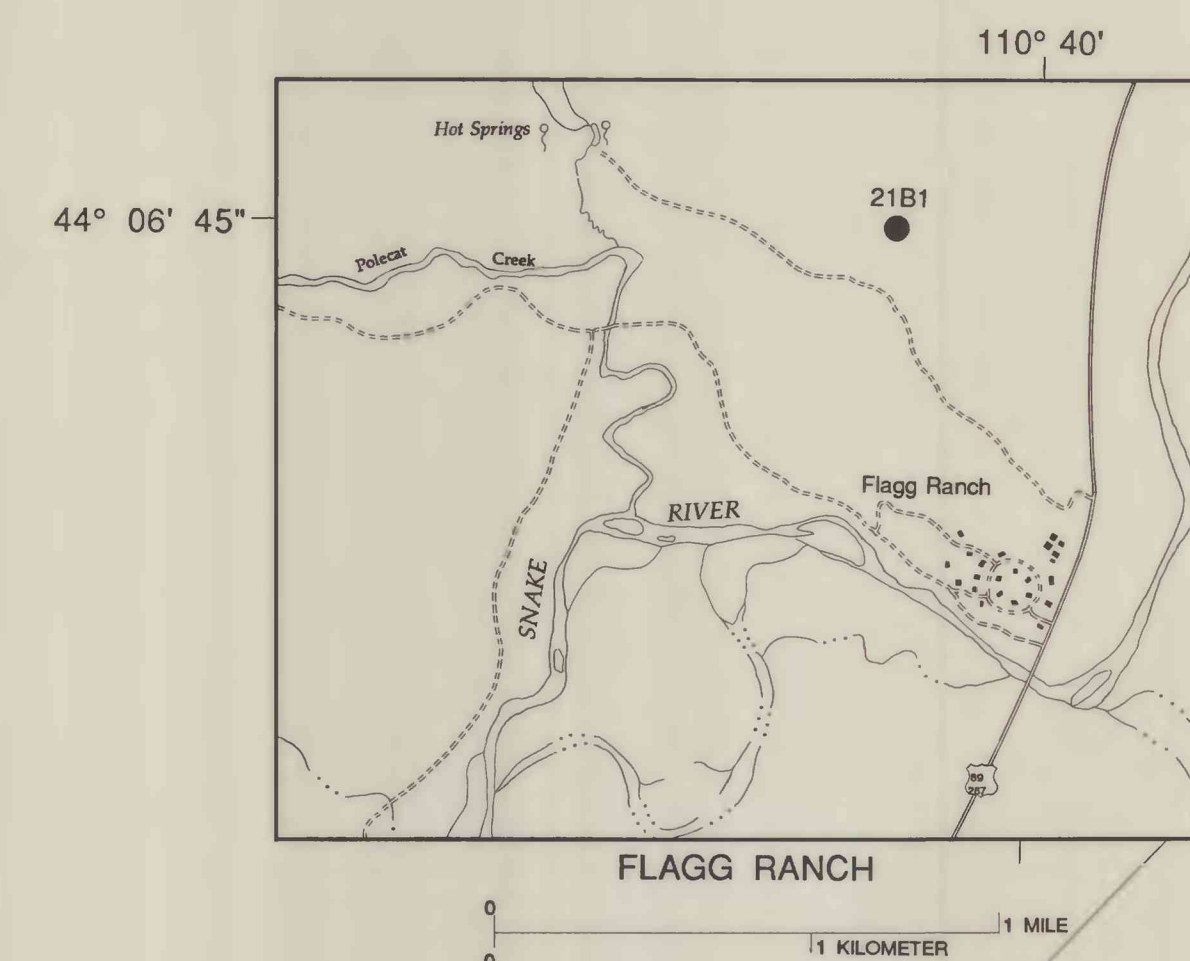 110° 40'
Hot Springs
21B1
44° 06' 45"
Polecat Creek
Flagg Ranch
RIVER
SNAKE
89
287
FLAGG RANCH
0
1 MILE
1 KILOMETER
0